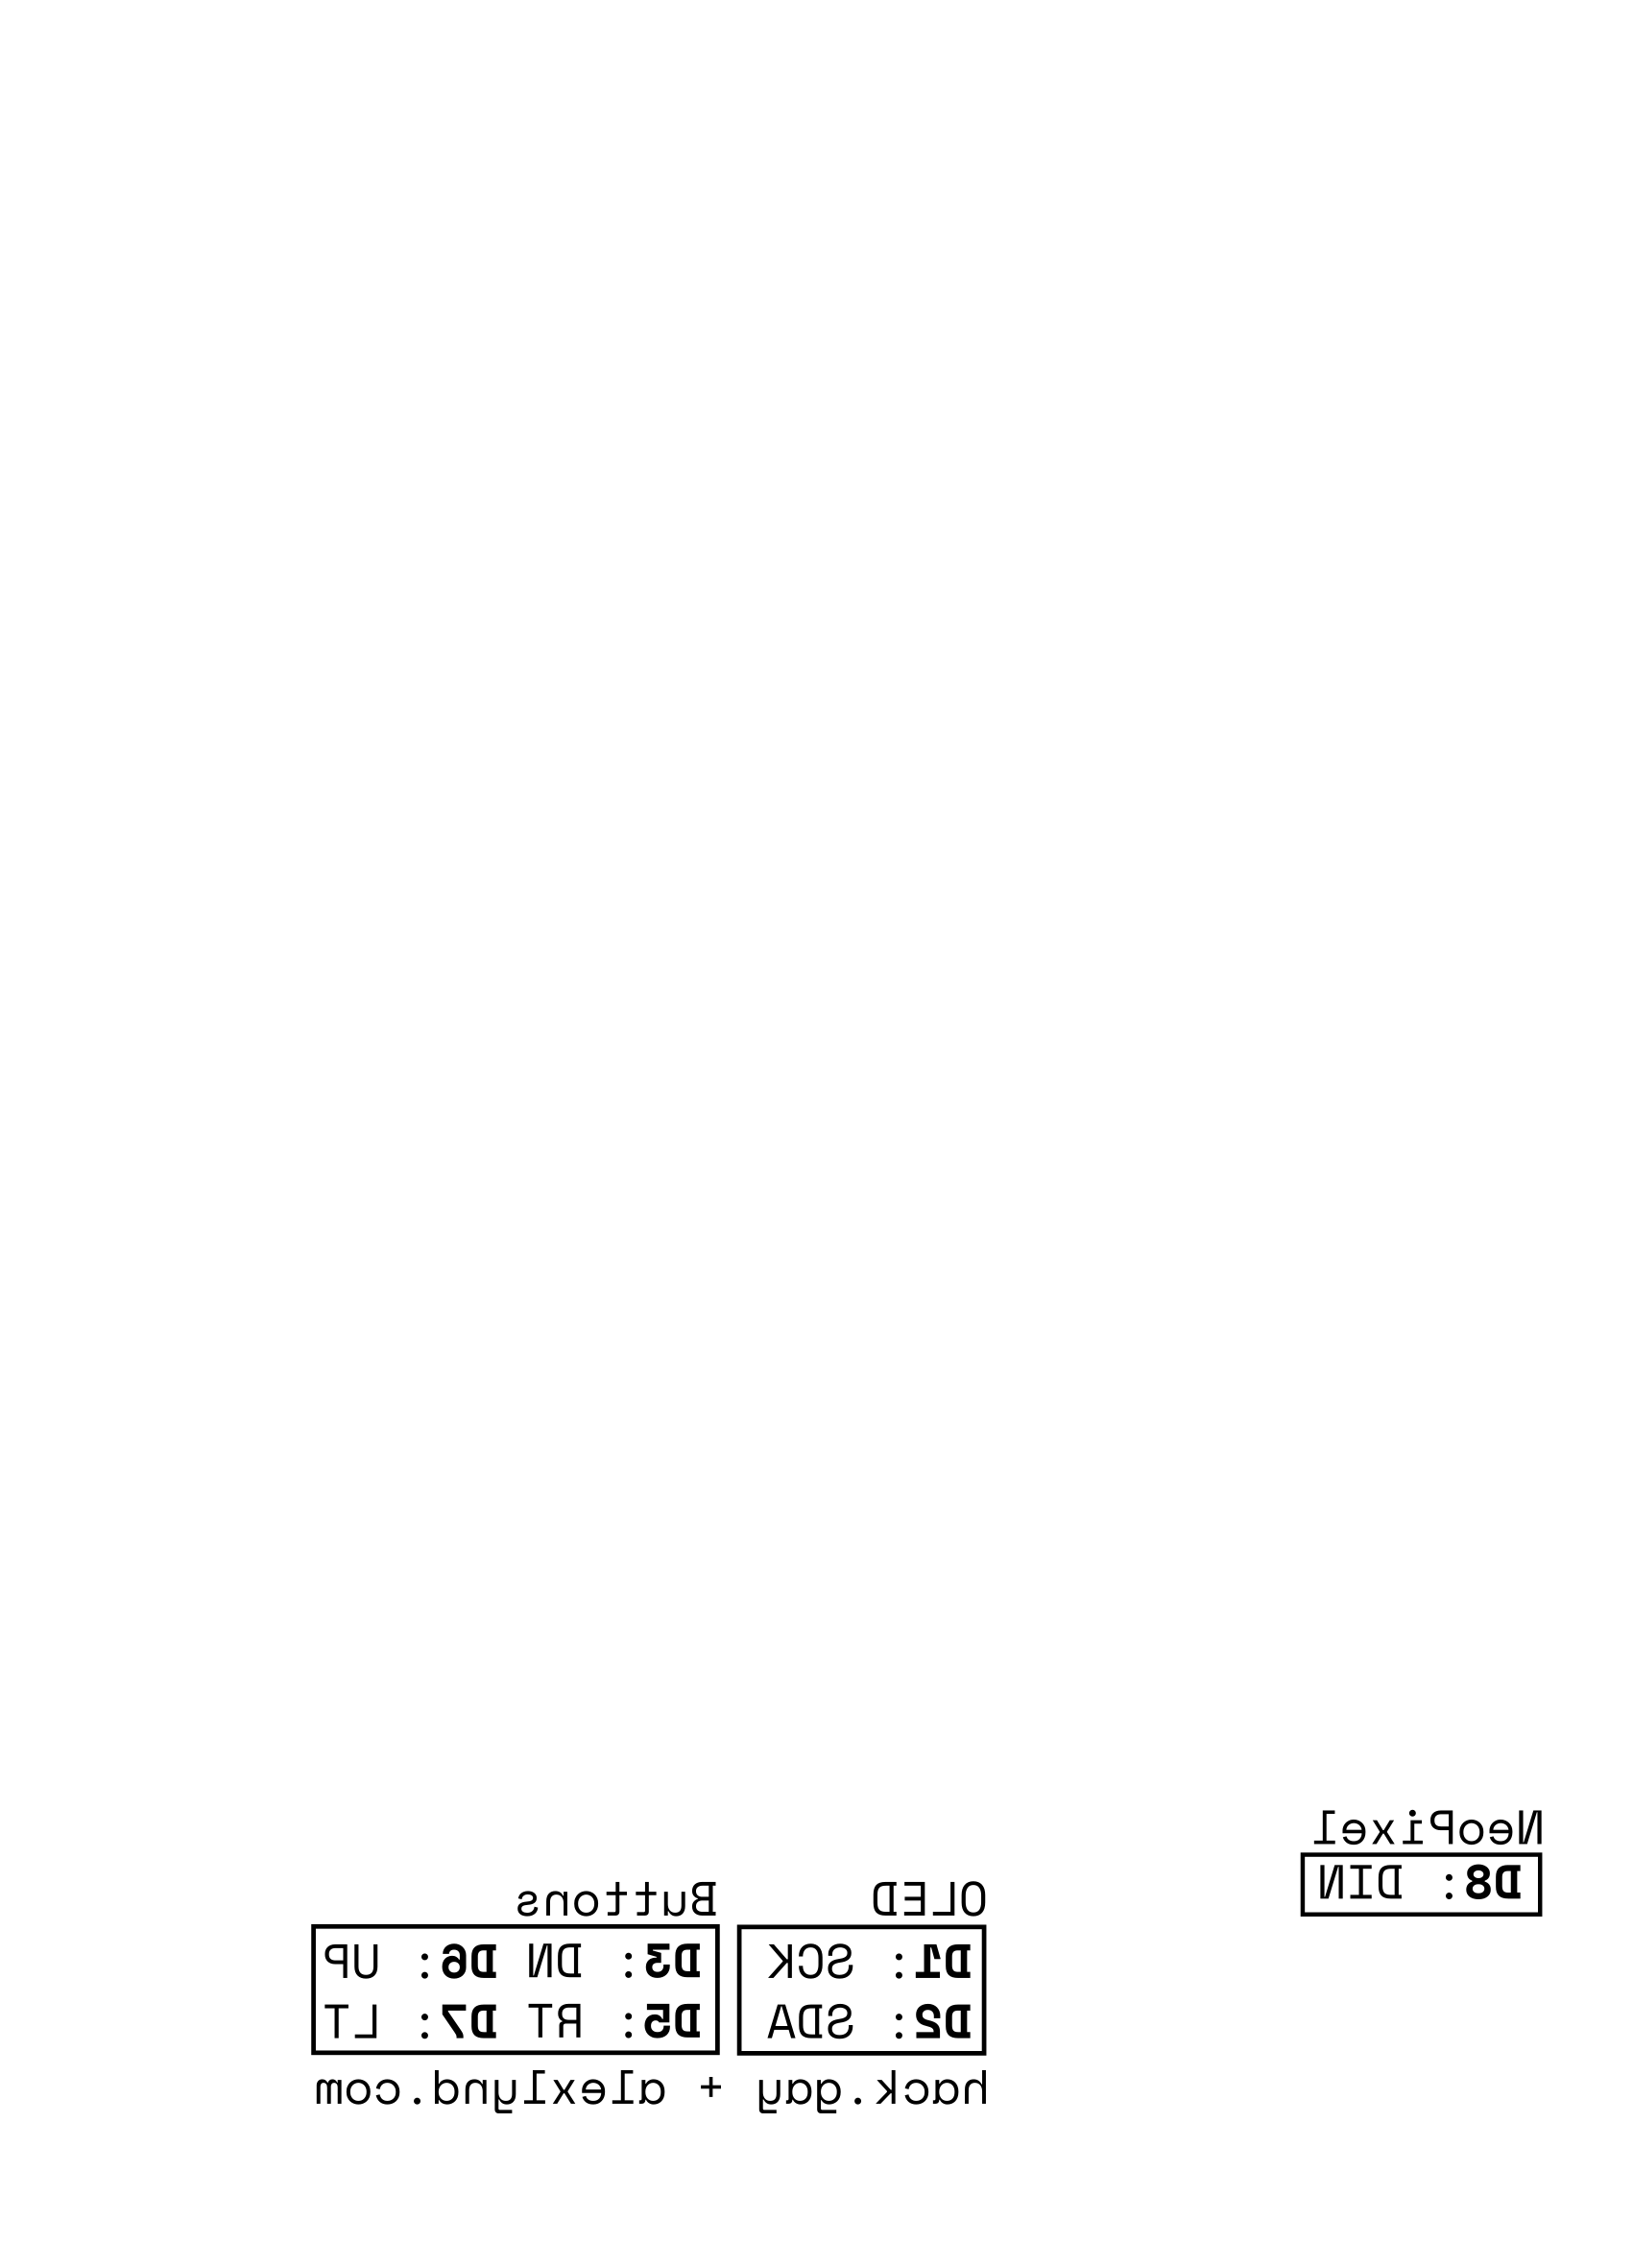 NeoPixel
D8: DIN
OLED
D1: SCK
D2: SDA
Buttons
D3: DN D6: UP
D5: RT D7: LT
hack.gay + alexlynd.com